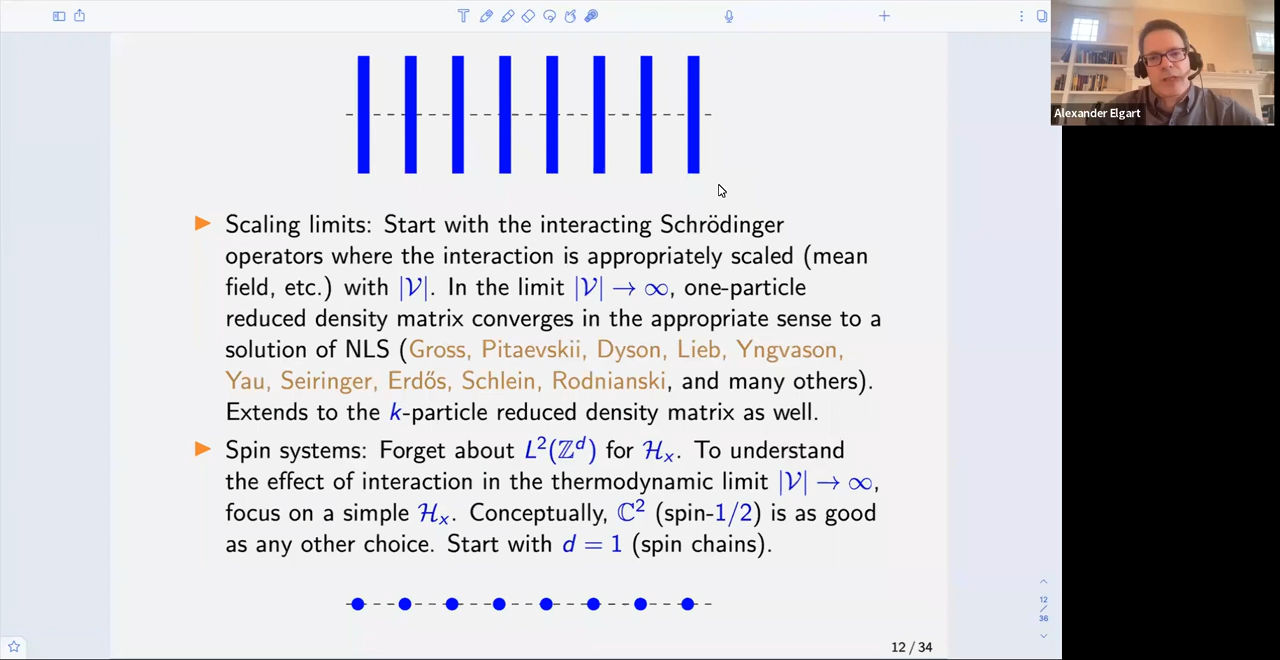 Alexander Elgart
▶ Scaling limits: Start with the interacting Schrödinger
operators where the interaction is appropriately scaled (mean
field, etc.) with |𝒱|. In the limit |𝒱| → ∞, one-particle
reduced density matrix converges in the appropriate sense to a
solution of NLS (Gross, Pitaevskii, Dyson, Lieb, Yngvason,
Yau, Seiringer, Erdős, Schlein, Rodnianski, and many others).
Extends to the k-particle reduced density matrix as well.
▶ Spin systems: Forget about L²(ℤᵈ) for ℋₓ. To understand
the effect of interaction in the thermodynamic limit |𝒱| → ∞,
focus on a simple ℋₓ. Conceptually, ℂ² (spin-1/2) is as good
as any other choice. Start with d = 1 (spin chains).
12
/
36
12 / 34